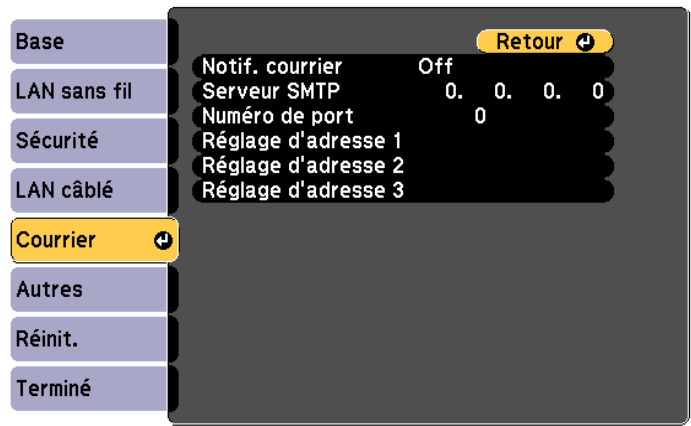 Base
LAN sans fil
Sécurité
LAN câblé
Courrier
Autres
Réinit.
Terminé
Retour
Notif. courrier Off
Serveur SMTP 0. 0. 0. 0
Numéro de port 0
Réglage d'adresse 1
Réglage d'adresse 2
Réglage d'adresse 3